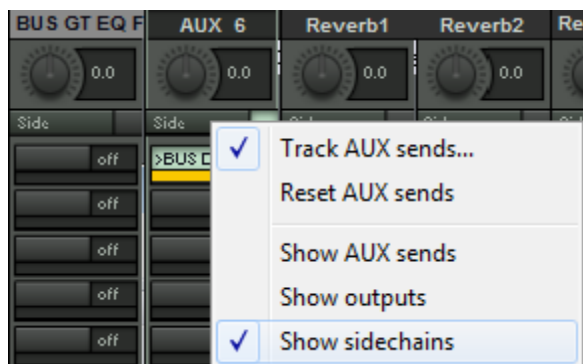 BUS GT EQ F
AUX 6
Reverb1
Reverb2
Re
0.0
0.0
0.0
0.0
Side
Side
off
>BUS D
off
off
off
off
Track AUX sends...
Reset AUX sends
Show AUX sends
Show outputs
Show sidechains